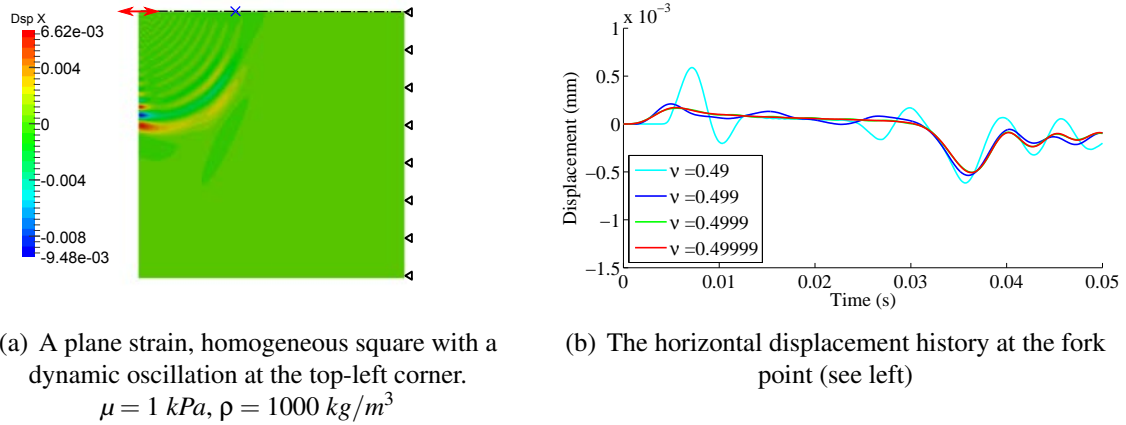 Dsp X
6.62e-03
0.004
0
-0.004
-0.008
-9.48e-03
x 10⁻³
1
0.5
0
−0.5
−1
−1.5
Displacement (mm)
ν =0.49
ν =0.499
ν =0.4999
ν =0.49999
0 0.01 0.02 0.03 0.04 0.05
Time (s)
(a) A plane strain, homogeneous square with a
dynamic oscillation at the top-left corner.
μ = 1 kPa, ρ = 1000 kg/m³
(b) The horizontal displacement history at the fork
point (see left)